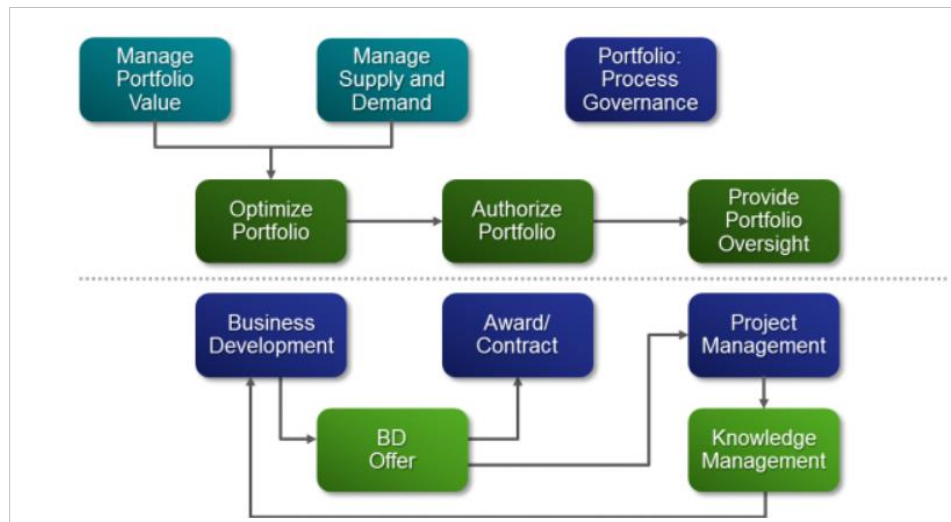 Manage
Portfolio
Value
Manage
Supply and
Demand
Portfolio:
Process
Governance
Optimize
Portfolio
Authorize
Portfolio
Provide
Portfolio
Oversight
Business
Development
Award/
Contract
Project
Management
BD
Offer
Knowledge
Management